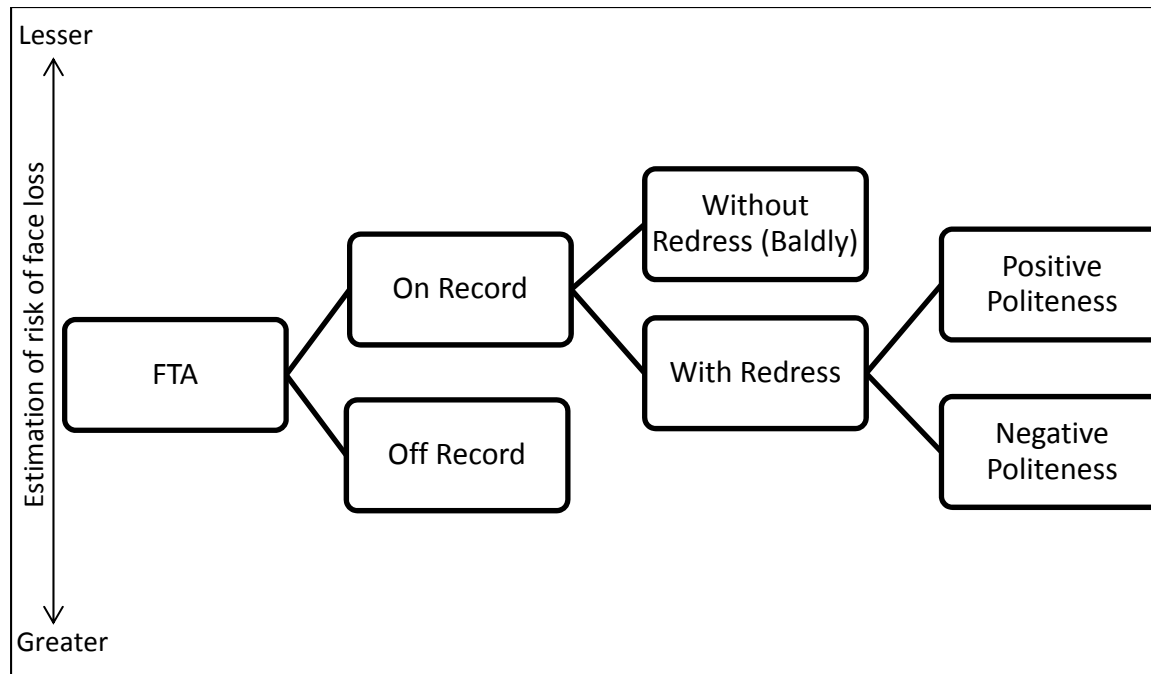 Lesser
Estimation of risk of face loss
Greater
FTA
On Record
Off Record
Without
Redress (Baldly)
With Redress
Positive
Politeness
Negative
Politeness